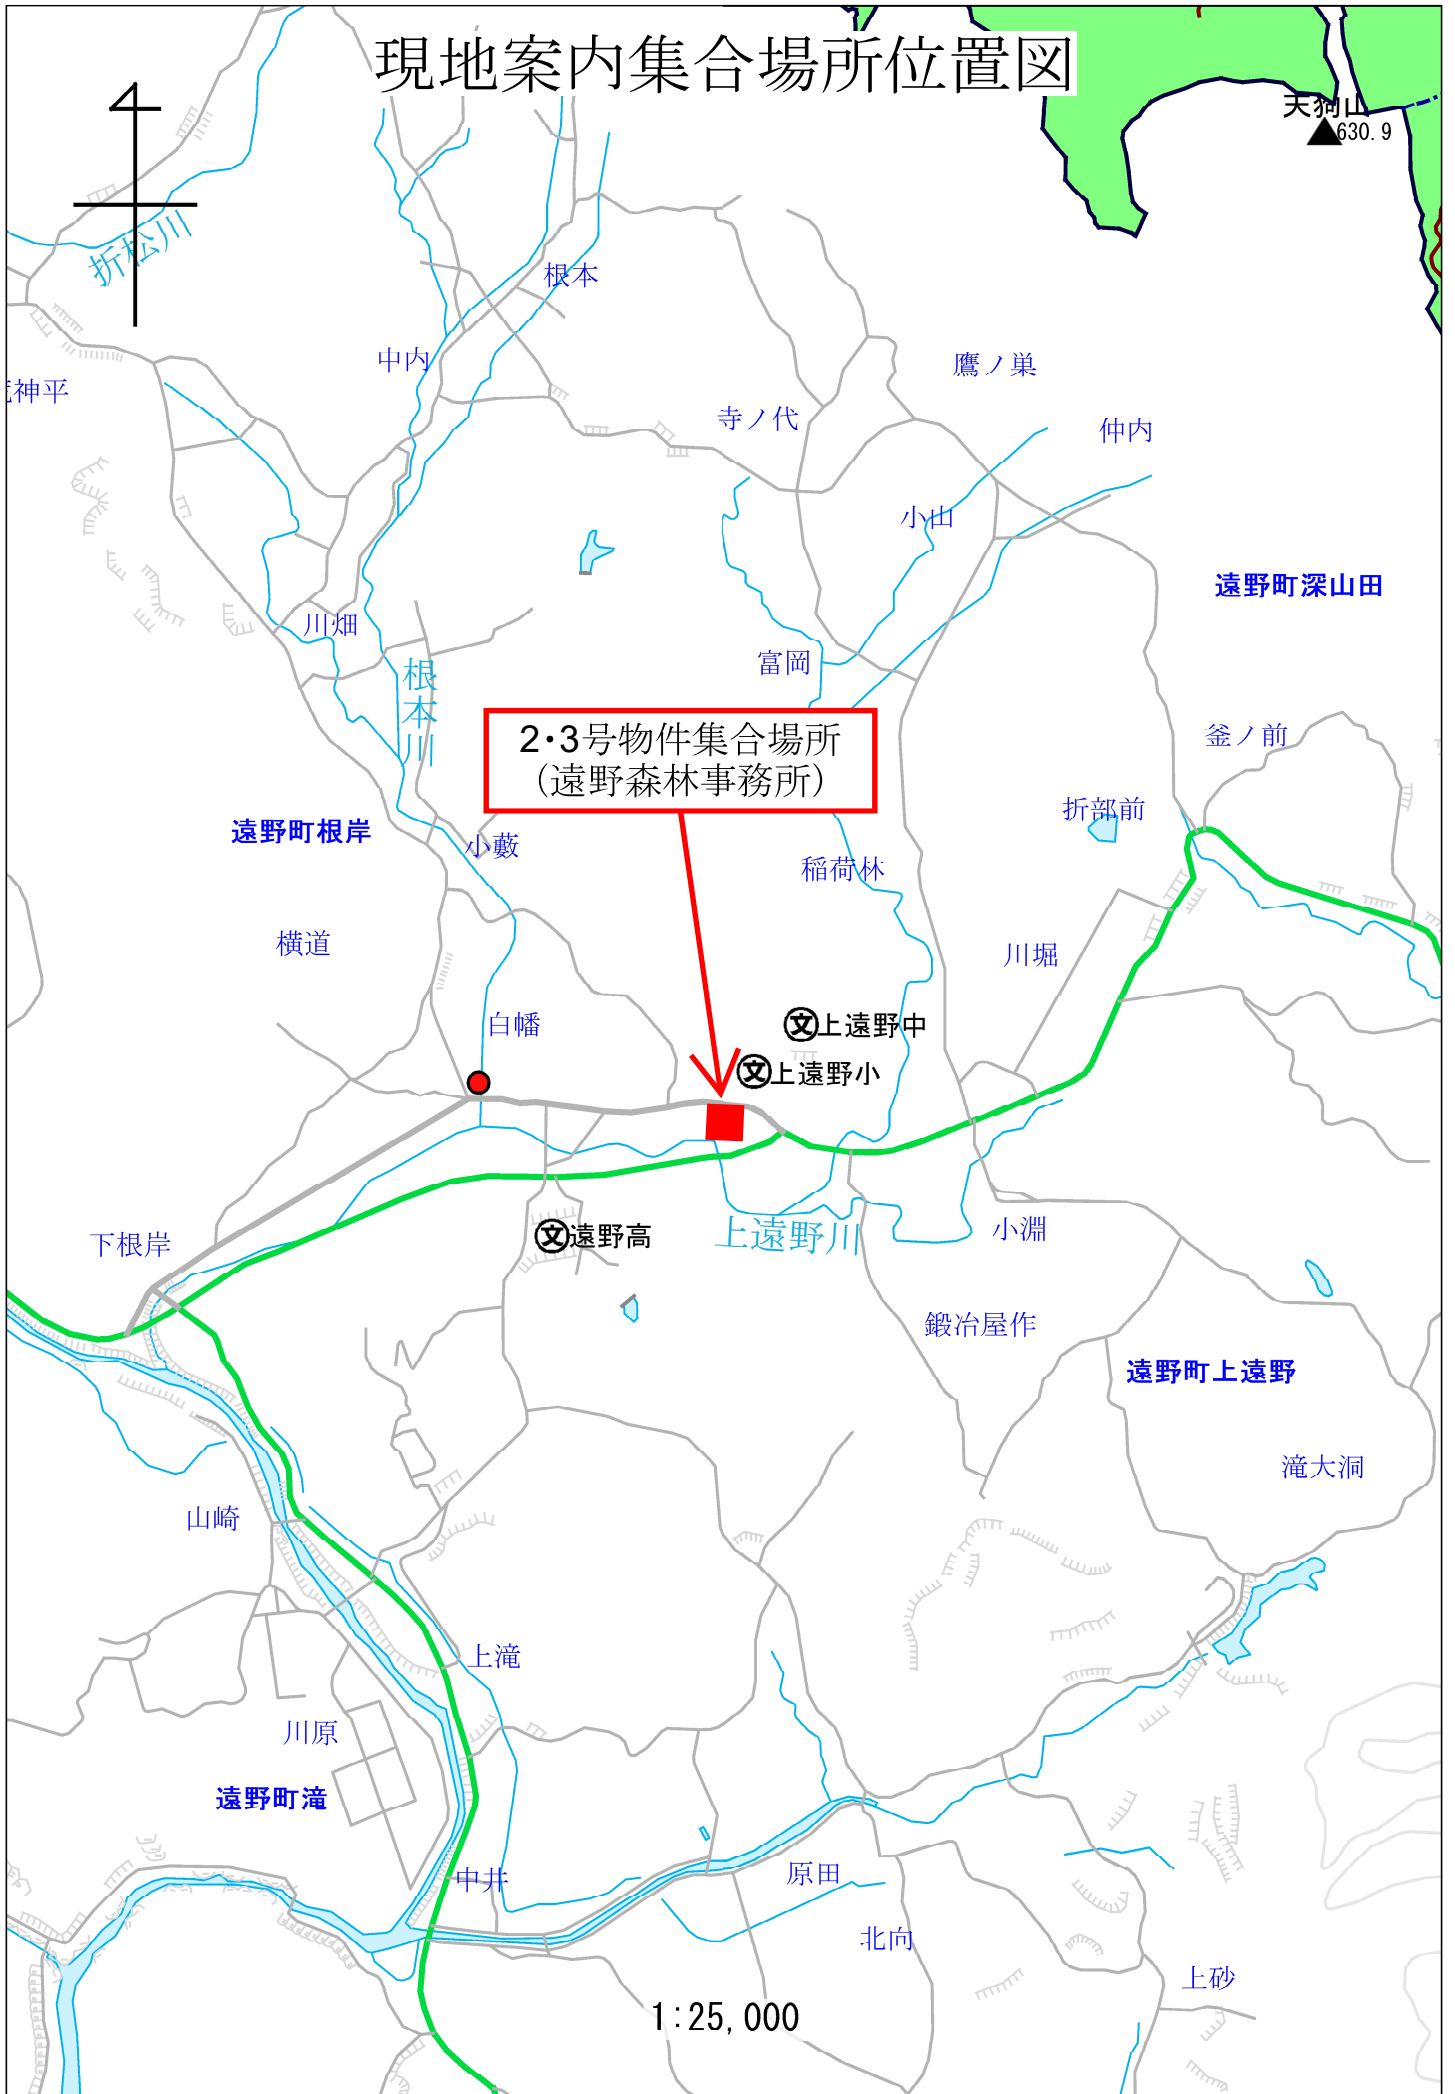 現地案内集合場所位置図
天狗山
630.9
折松川
根本
中内
神平
鷹ノ巣
寺ノ代
仲内
小山
遠野町深山田
川畑
富岡
根本川
2・3号物件集合場所
（遠野森林事務所）
釜ノ前
折部前
遠野町根岸
小藪
稲荷林
横道
川堀
白幡
文上遠野中
文上遠野小
文遠野高
上遠野川
小淵
下根岸
鍛冶屋作
遠野町上遠野
滝大洞
山崎
上滝
川原
遠野町滝
中井
原田
北向
上砂
1:25,000